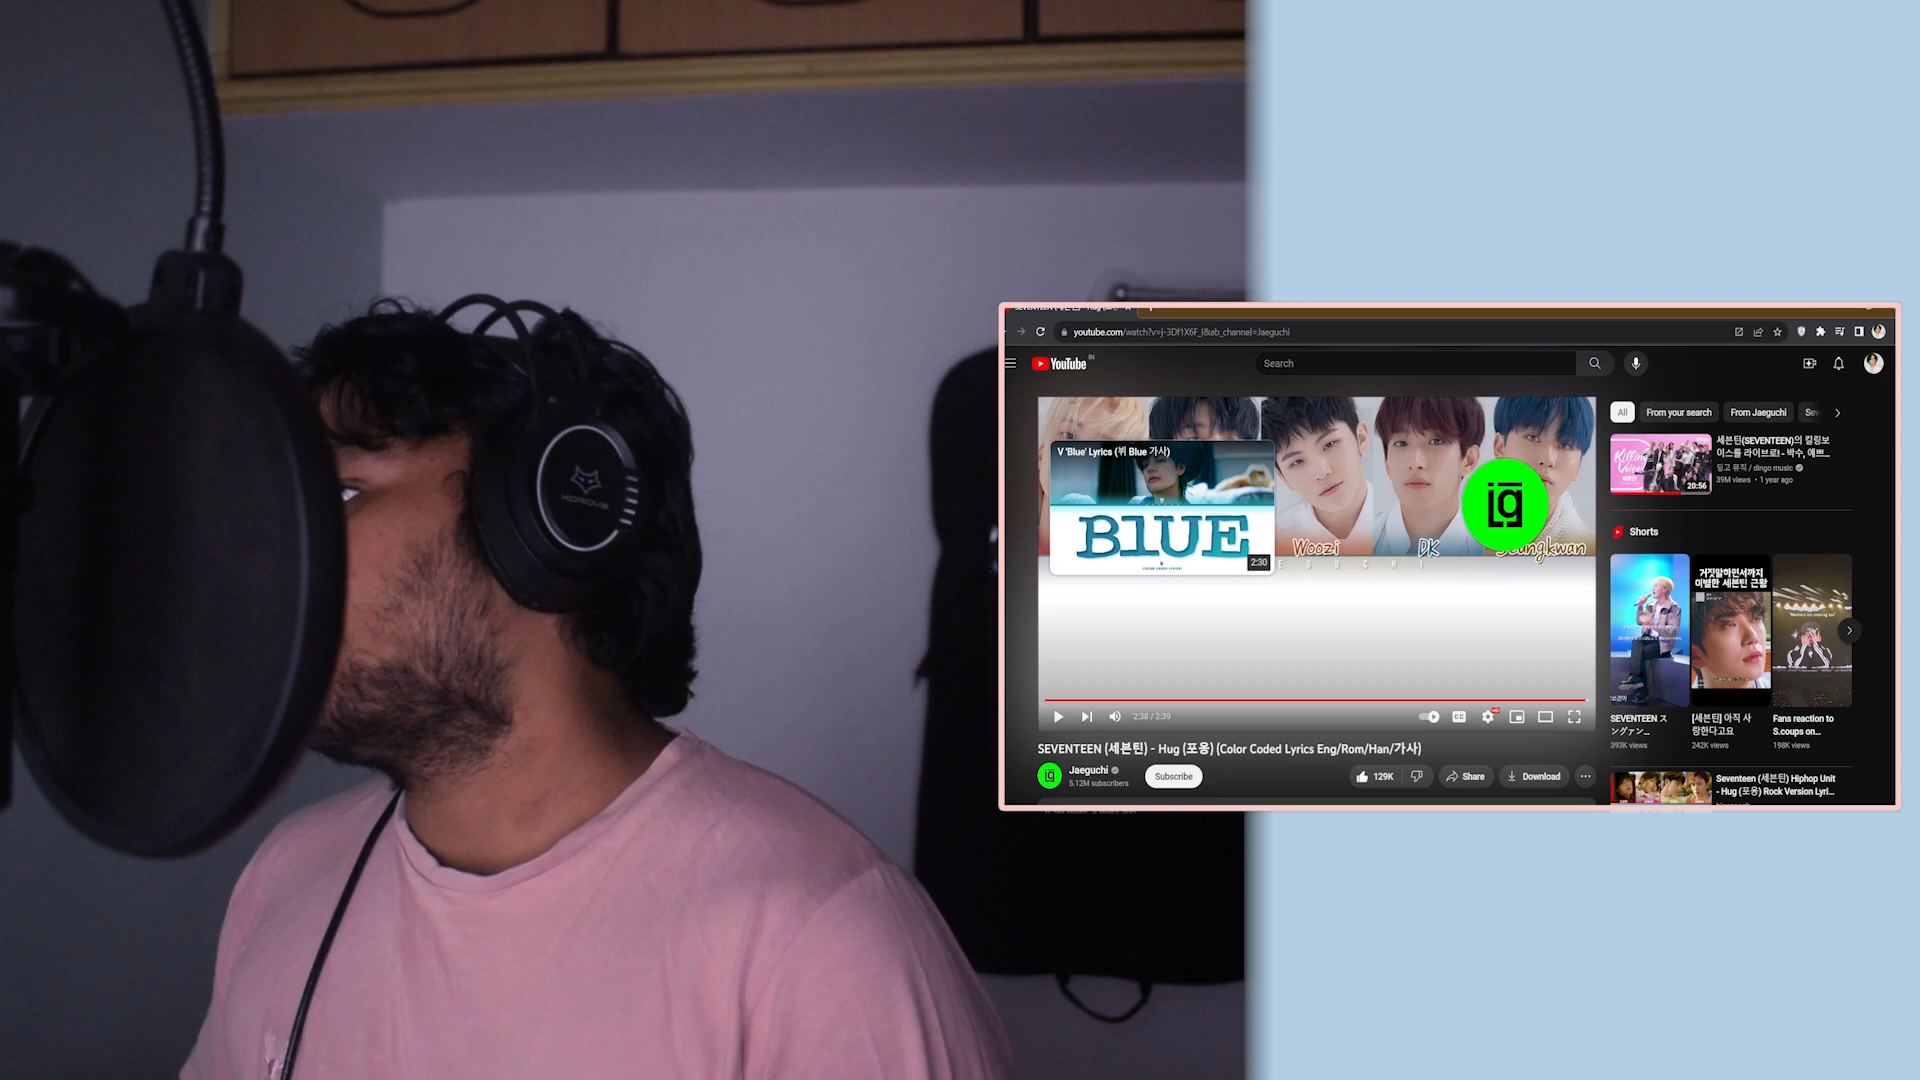 youtube.com/watch?v=j-3Df1X6F_I&ab_channel=Jaeguchi
YouTube
IN
Search
V 'Blue' Lyrics (뷔 Blue 가사)
BlUE
2:30
Woozi
DK
Seungkwan
2:38 / 2:39
SEVENTEEN (세븐틴) - Hug (포옹) (Color Coded Lyrics Eng/Rom/Han/가사)
Jaeguchi
5.12M subscribers
Subscribe
129K
Share
Download
All
From your search
From Jaeguchi
Killing Voice
20:56
세븐틴(SEVENTEEN)의 킬링보
이스를 라이브로! - 박수, 예쁘...
딩고 뮤직 / dingo music
39M views • 1 year ago
Shorts
거짓말하면서까지
이별한 세븐틴 근황
SEVENTEEN ス
ングァン...
393K views
[세븐틴] 아직 사
랑한다고요
242K views
Fans reaction to
S.coups on...
198K views
Seventeen (세븐틴) Hiphop Unit
- Hug (포옹) Rock Version Lyri...